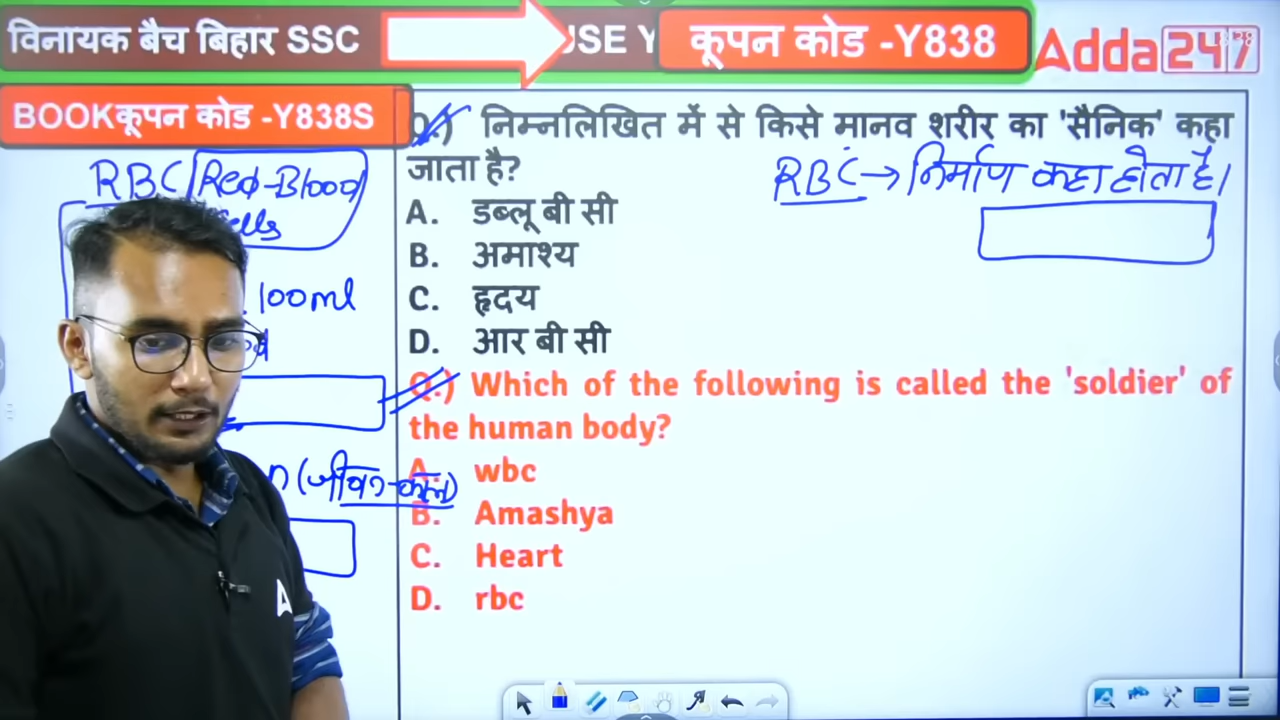 विनायक बैच बिहार SSC
USE Y
कूपन कोड -Y838
Adda247
BOOKकूपन कोड -Y838S
Q.) निम्नलिखित में से किसे मानव शरीर का 'सैनिक' कहा
जाता है?
A. डब्लू बी सी
B. अमाश्य
C. हृदय
D. आर बी सी
Q.) Which of the following is called the 'soldier' of
the human body?
A. wbc
B. Amashya
C. Heart
D. rbc
RBC → निर्माण कहा होता है।
RBC/Red-Blood
100ml
(जीवन-काल)
A